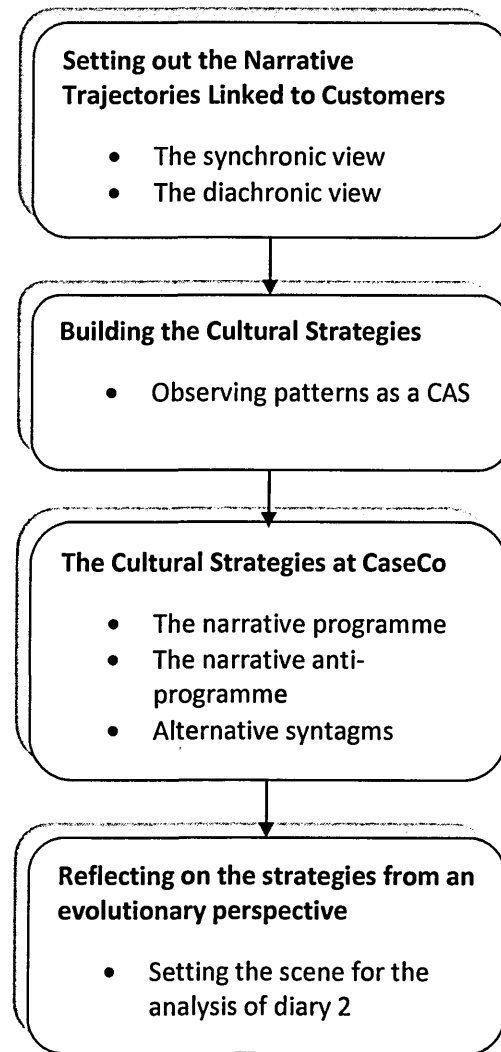 Setting out the Narrative
Trajectories Linked to Customers
• The synchronic view
• The diachronic view
Building the Cultural Strategies
• Observing patterns as a CAS
The Cultural Strategies at CaseCo
• The narrative programme
• The narrative anti-
programme
• Alternative syntagms
Reflecting on the strategies from an
evolutionary perspective
• Setting the scene for the
analysis of diary 2